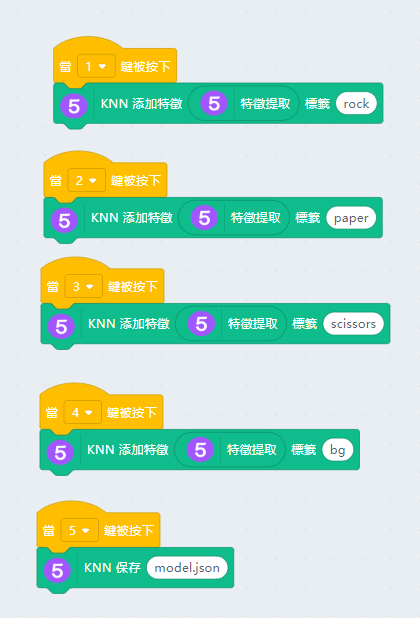 當 1 鍵被按下
5 KNN 添加特徵 5 特徵提取 標籤 rock
當 2 鍵被按下
5 KNN 添加特徵 5 特徵提取 標籤 paper
當 3 鍵被按下
5 KNN 添加特徵 5 特徵提取 標籤 scissors
當 4 鍵被按下
5 KNN 添加特徵 5 特徵提取 標籤 bg
當 5 鍵被按下
5 KNN 保存 model.json